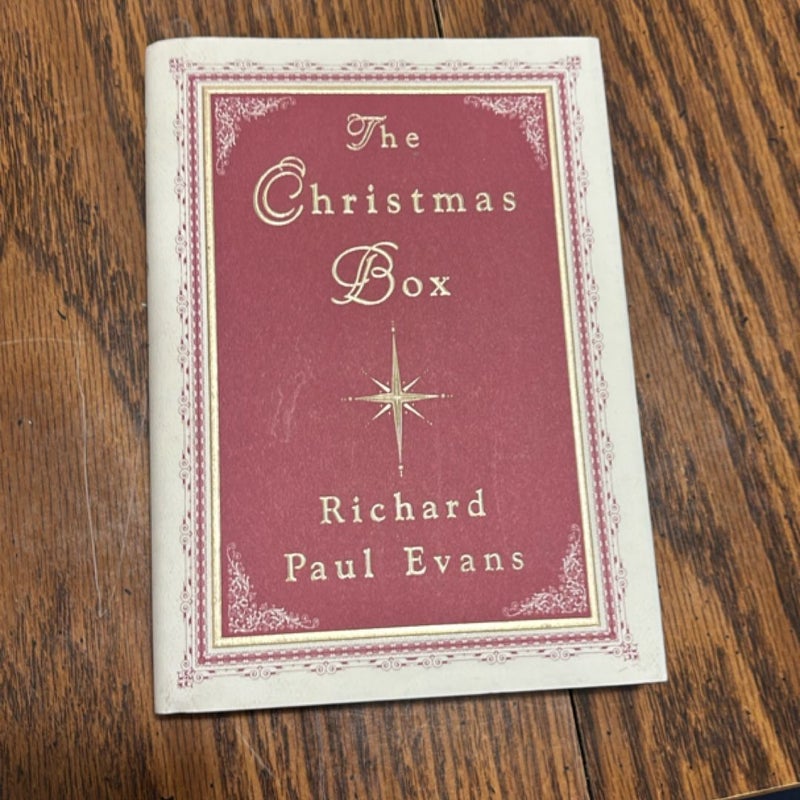 The
Christmas
Box
Richard
Paul Evans